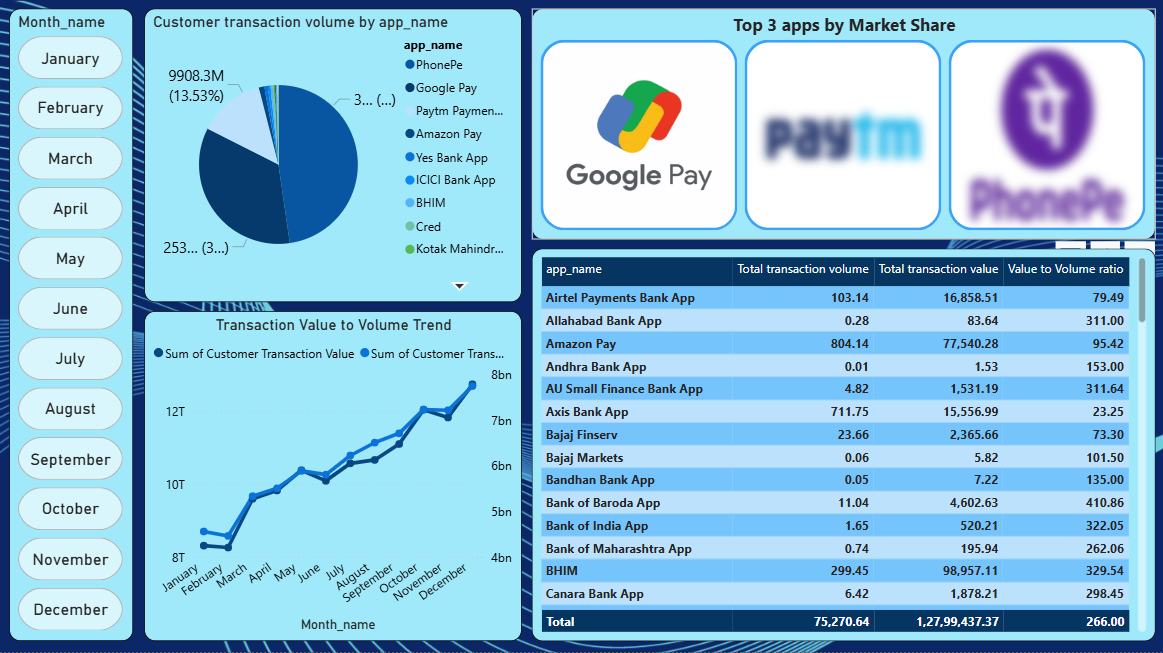 Month_name
January
February
March
April
May
June
July
August
September
October
November
December
Customer transaction volume by app_name
9908.3M
(13.53%)
3... (...)
253... (3...)
app_name
PhonePe
Google Pay
Paytm Paymen...
Amazon Pay
Yes Bank App
ICICI Bank App
BHIM
Cred
Kotak Mahindr...
Transaction Value to Volume Trend
Sum of Customer Transaction Value Sum of Customer Trans...
12T
10T
8T
8bn
7bn
6bn
5bn
4bn
January
February
March
April
May
June
July
August
September
October
November
December
Month_name
Top 3 apps by Market Share
Google Pay
paytm
पे
PhonePe
app_name Total transaction volume Total transaction value Value to Volume ratio
Airtel Payments Bank App 103.14 16,858.51 79.49
Allahabad Bank App 0.28 83.64 311.00
Amazon Pay 804.14 77,540.28 95.42
Andhra Bank App 0.01 1.53 153.00
AU Small Finance Bank App 4.82 1,531.19 311.64
Axis Bank App 711.75 15,556.99 23.25
Bajaj Finserv 23.66 2,365.66 73.30
Bajaj Markets 0.06 5.82 101.50
Bandhan Bank App 0.05 7.22 135.00
Bank of Baroda App 11.04 4,602.63 410.86
Bank of India App 1.65 520.21 322.05
Bank of Maharashtra App 0.74 195.94 262.06
BHIM 299.45 98,957.11 329.54
Canara Bank App 6.42 1,878.21 298.45
Total 75,270.64 1,27,99,437.37 266.00